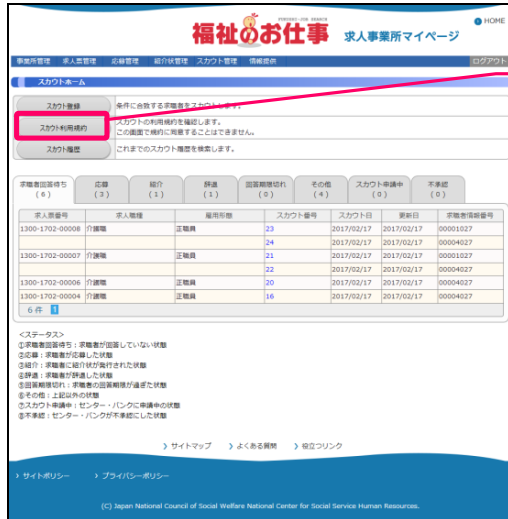 FUKUSHI JOB SEARCH
福祉のお仕事 求人事業所マイページ
HOME
事業所管理 求人票管理 応募管理 紹介状管理 スカウト管理 情報提供 ログアウト
スカウトホーム
スカウト登録 条件に合致する求職者をスカウトします。
スカウト利用規約 スカウトの利用規約を確認します。
この画面で規約に同意することはできません。
スカウト履歴 これまでのスカウト履歴を検索します。
求職者回答待ち 応募 紹介 辞退 回答期限切れ その他 スカウト申請中 不承認
(6) (3) (1) (1) (0) (4) (0) (0)
求人票番号 求人職種 雇用形態 スカウト番号 スカウト日 更新日 求職者情報番号
1300-1702-00008 介護職 正職員 23 2017/02/17 2017/02/17 00001027
24 2017/02/17 2017/02/17 00004027
1300-1702-00007 介護職 正職員 21 2017/02/17 2017/02/17 00001027
22 2017/02/17 2017/02/17 00004027
1300-1702-00006 介護職 正職員 20 2017/02/17 2017/02/17 00004027
1300-1702-00004 介護職 正職員 16 2017/02/17 2017/02/17 00004027
6 件 1
<ステータス>
①求職者回答待ち：求職者が回答していない状態
②応募：求職者が応募した状態
③紹介：求職者に紹介状が発行された状態
④辞退：求職者が辞退した状態
⑤回答期限切れ：求職者の回答期限が過ぎた状態
⑥その他：上記以外の状態
⑦スカウト申請中：センター・バンクに申請中の状態
⑧不承認：センター・バンクが不承認にした状態
› サイトマップ › よくある質問 › 役立つリンク
› サイトポリシー › プライバシーポリシー
(C) Japan National Council of Social Welfare National Center for Social Service Human Resources.